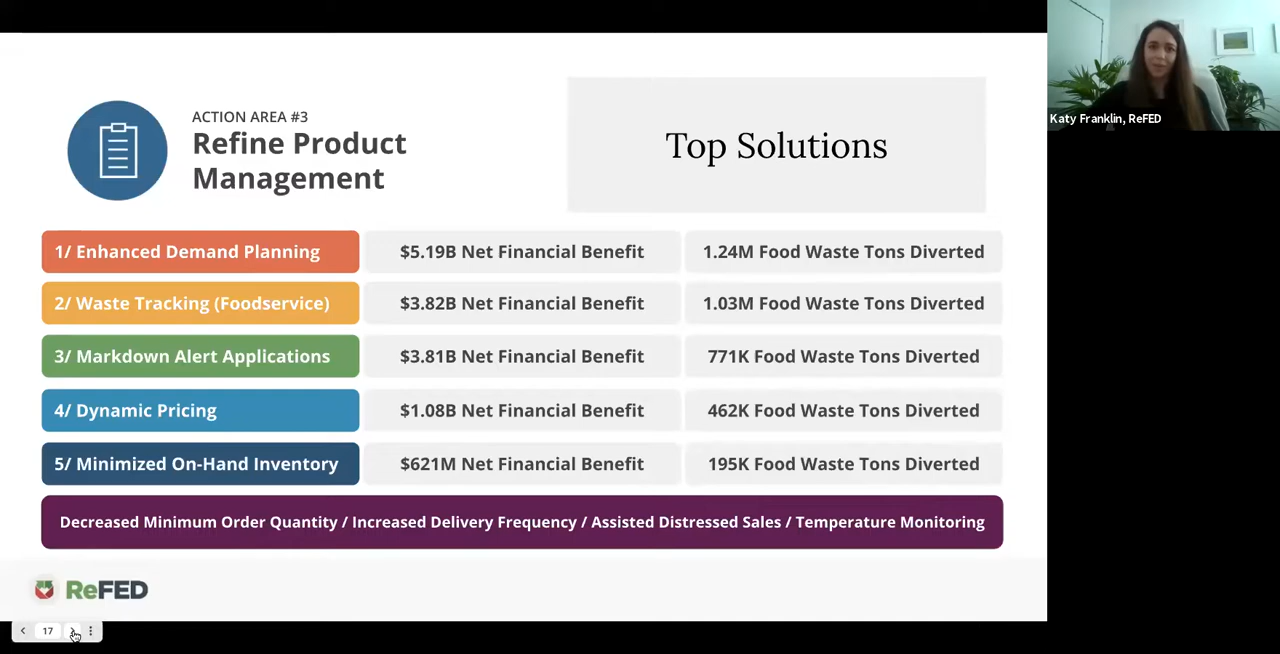 ACTION AREA #3
Refine Product
Management
Top Solutions
1/ Enhanced Demand Planning
$5.19B Net Financial Benefit
1.24M Food Waste Tons Diverted
2/ Waste Tracking (Foodservice)
$3.82B Net Financial Benefit
1.03M Food Waste Tons Diverted
3/ Markdown Alert Applications
$3.81B Net Financial Benefit
771K Food Waste Tons Diverted
4/ Dynamic Pricing
$1.08B Net Financial Benefit
462K Food Waste Tons Diverted
5/ Minimized On-Hand Inventory
$621M Net Financial Benefit
195K Food Waste Tons Diverted
Decreased Minimum Order Quantity / Increased Delivery Frequency / Assisted Distressed Sales / Temperature Monitoring
ReFED
17
Katy Franklin, ReFED